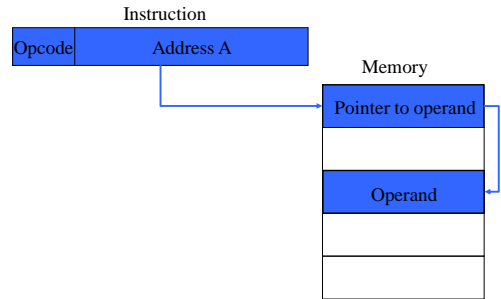 Instruction
Opcode Address A
Memory
Pointer to operand
Operand